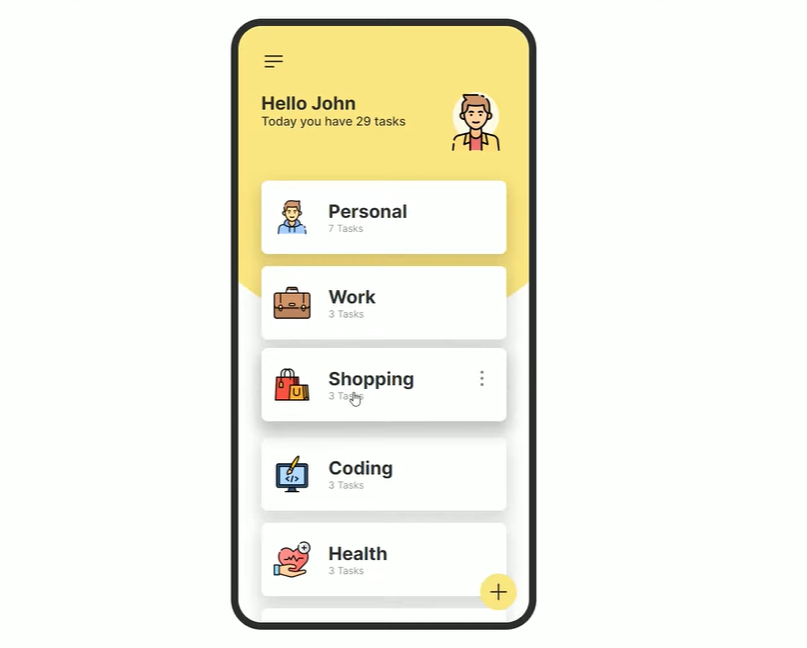 Hello John
Today you have 29 tasks
Personal
7 Tasks
Work
3 Tasks
Shopping
3 Tasks
Coding
3 Tasks
Health
3 Tasks